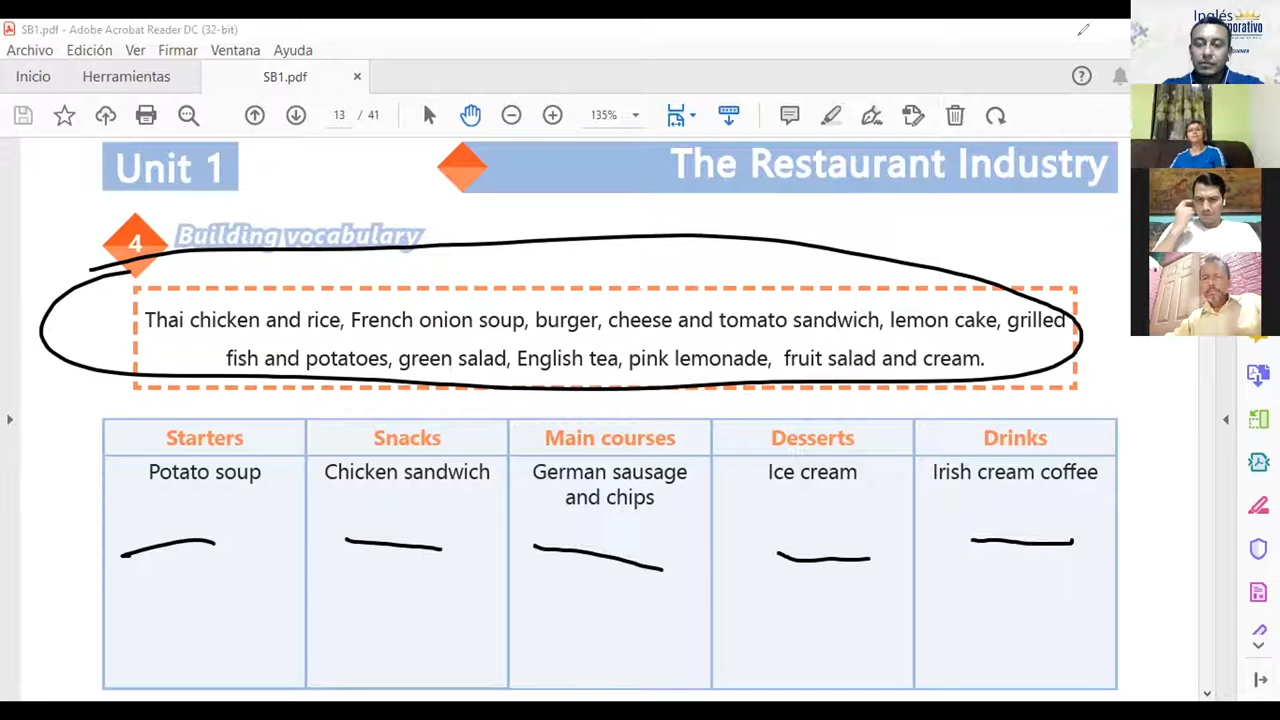 SB1.pdf - Adobe Acrobat Reader DC (32-bit)
Archivo Edición Ver Firmar Ventana Ayuda
Inicio Herramientas SB1.pdf
13 / 41 135%
Unit 1 The Restaurant Industry
4 Building vocabulary
Thai chicken and rice, French onion soup, burger, cheese and tomato sandwich, lemon cake, grilled
fish and potatoes, green salad, English tea, pink lemonade, fruit salad and cream.
Starters Snacks Main courses Desserts Drinks
Potato soup Chicken sandwich German sausage Ice cream Irish cream coffee
and chips
Inglés